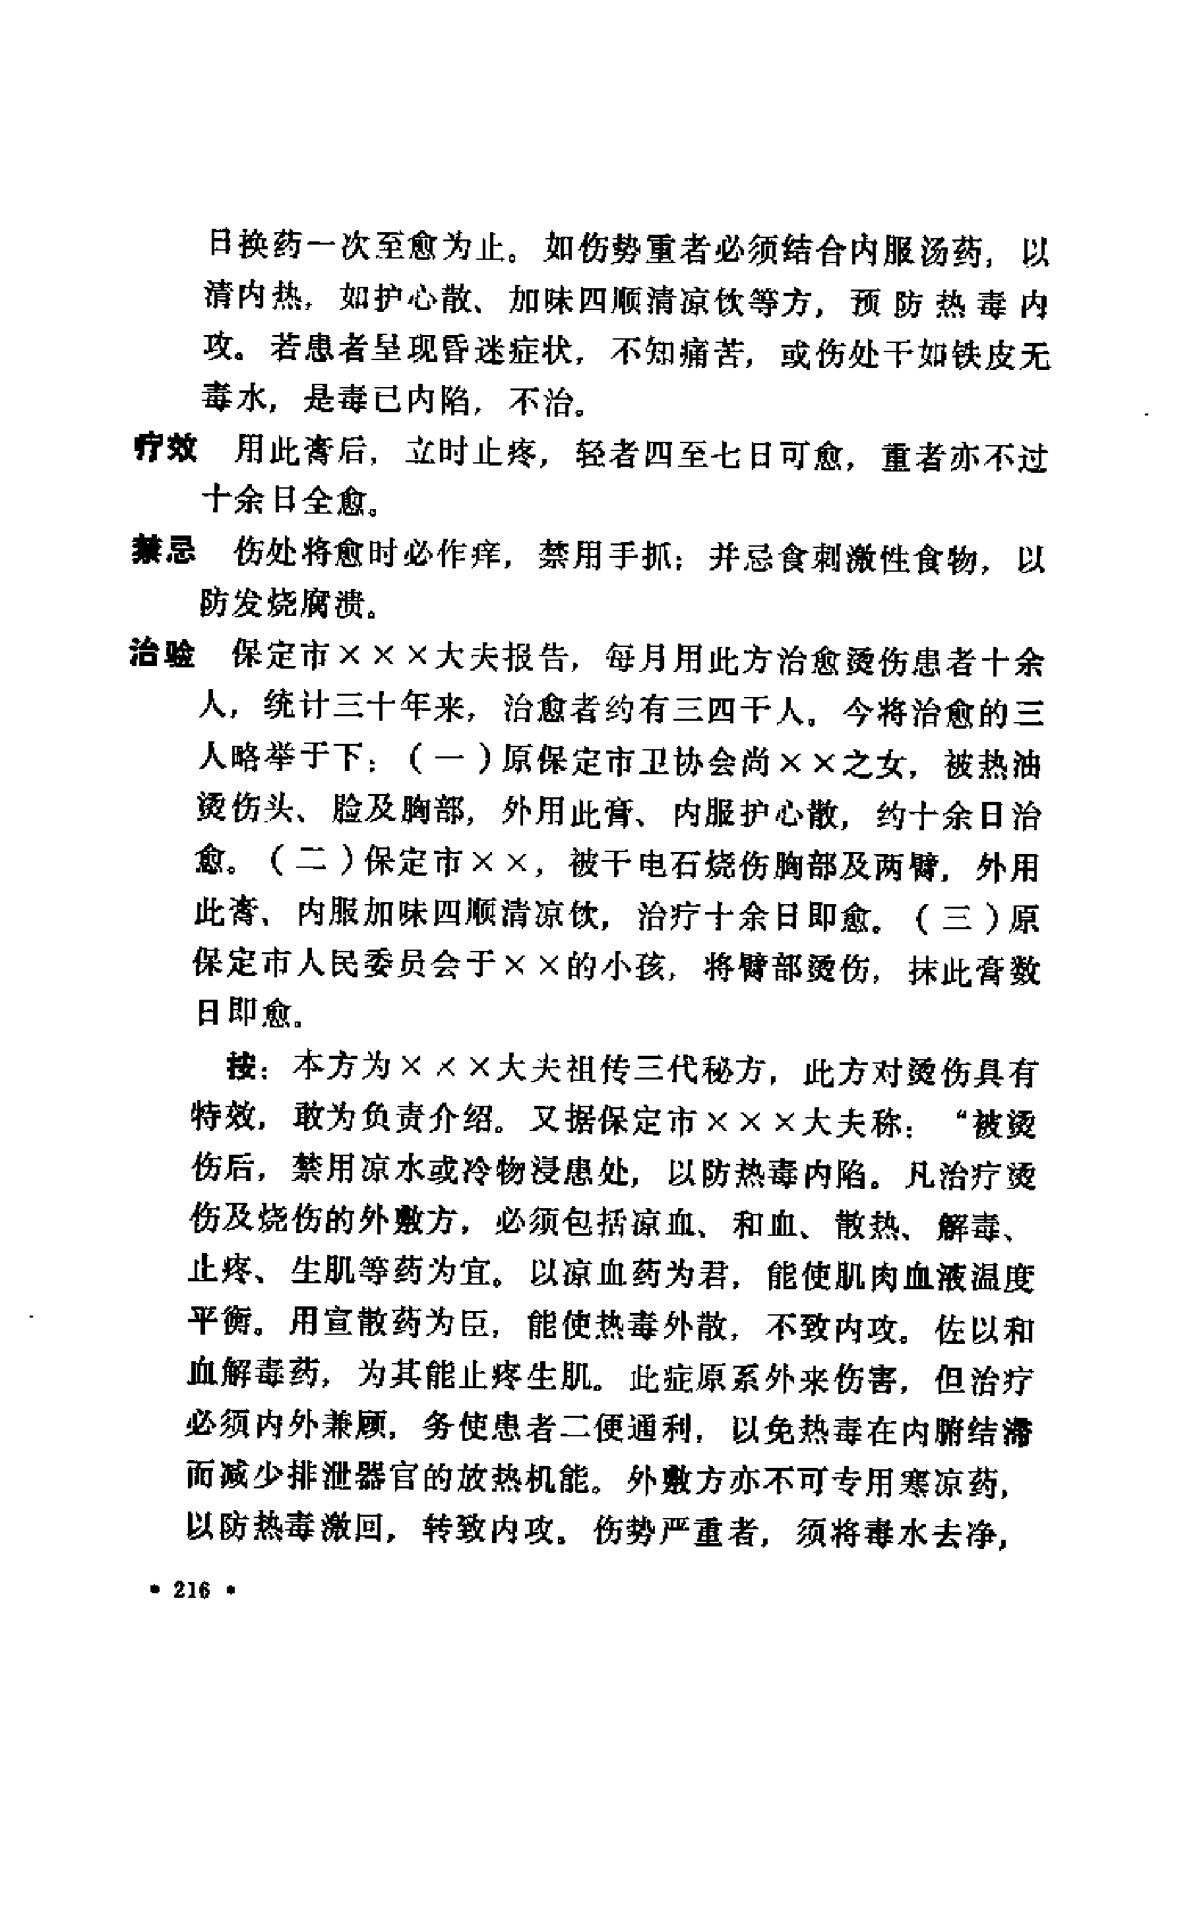 日换药一次至愈为止。如伤势重者必须结合内服汤药，以
清内热，如护心散、加味四顺清凉饮等方，预防热毒内
攻。若患者呈现昏迷症状，不知痛苦，或伤处干如铁皮无
毒水，是毒已内陷，不治。
疗效 用此膏后，立时止疼，轻者四至七日可愈，重者亦不过
十余日全愈。
禁忌 伤处将愈时必作痒，禁用手抓；并忌食刺激性食物，以
防发烧腐溃。
治验 保定市×××大夫报告，每月用此方治愈烫伤患者十余
人，统计三十年来，治愈者约有三四千人。今将治愈的三
人略举于下：（一）原保定市卫协会尚××之女，被热油
烫伤头、脸及胸部，外用此膏、内服护心散，约十余日治
愈。（二）保定市××，被干电石烧伤胸部及两臂，外用
此膏、内服加味四顺清凉饮，治疗十余日即愈。（三）原
保定市人民委员会于××的小孩，将臂部烫伤，抹此膏数
日即愈。
按：本方为×××大夫祖传三代秘方，此方对烫伤具有
特效，敢为负责介绍。又据保定市×××大夫称：“被烫
伤后，禁用凉水或冷物浸患处，以防热毒内陷。凡治疗烫
伤及烧伤的外敷方，必须包括凉血、和血、散热、解毒、
止疼、生肌等药为宜。以凉血药为君，能使肌肉血液温度
平衡。用宣散药为臣，能使热毒外散，不致内攻。佐以和
血解毒药，为其能止疼生肌。此症原系外来伤害，但治疗
必须内外兼顾，务使患者二便通利，以免热毒在内腑结滞
而减少排泄器官的放热机能。外敷方亦不可专用寒凉药，
以防热毒激回，转致内攻。伤势严重者，须将毒水去净，
• 216 •